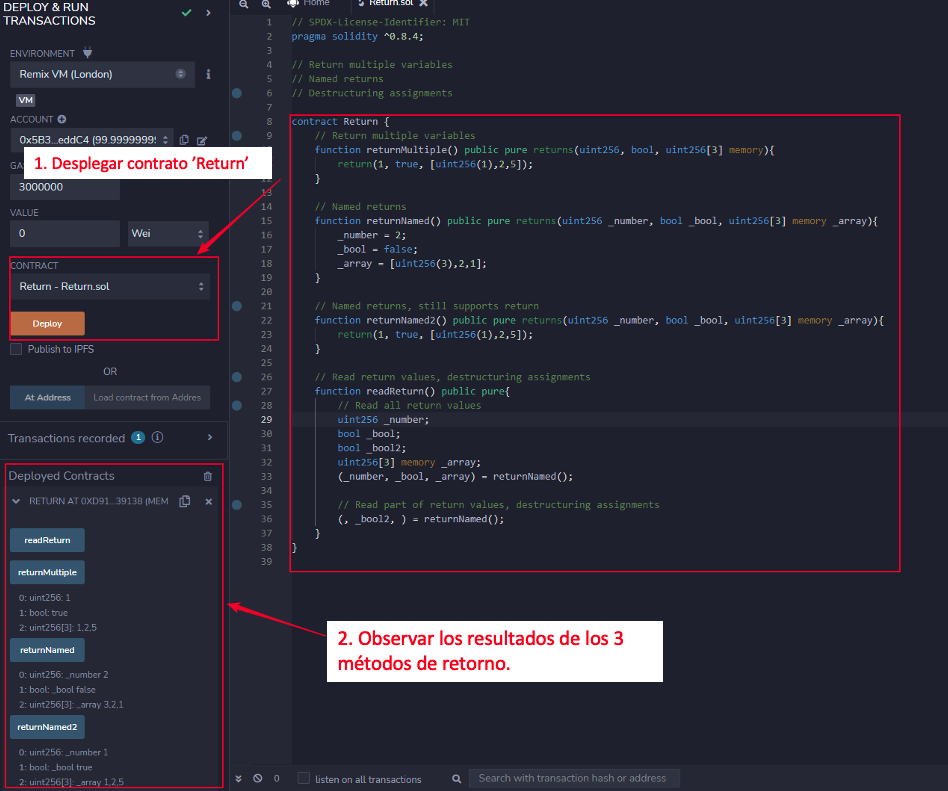 DEPLOY & RUN
TRANSACTIONS
ENVIRONMENT
Remix VM (London)
VM
ACCOUNT
0x5B3...eddC4 (99.9999999
1. Desplegar contrato ’Return’
GA
3000000
VALUE
0
Wei
CONTRACT
Return - Return.sol
Deploy
Publish to IPFS
OR
At Address
Load contract from Addres
Transactions recorded 1
Deployed Contracts
RETURN AT 0XD91...39138 (MEM
readReturn
returnMultiple
0: uint256: 1
1: bool: true
2: uint256[3]: 1,2,5
returnNamed
0: uint256: _number 2
1: bool: _bool false
2: uint256[3]: _array 3,2,1
returnNamed2
0: uint256: _number 1
1: bool: _bool true
2: uint256[3]: _array 1,2,5
Home
Return.sol
1 // SPDX-License-Identifier: MIT
2 pragma solidity ^0.8.4;
3
4 // Return multiple variables
5 // Named returns
6 // Destructuring assignments
7
8 contract Return {
9 // Return multiple variables
function returnMultiple() public pure returns(uint256, bool, uint256[3] memory){
return(1, true, [uint256(1),2,5]);
}
13
14 // Named returns
15 function returnNamed() public pure returns(uint256 _number, bool _bool, uint256[3] memory _array){
16 _number = 2;
17 _bool = false;
18 _array = [uint256(3),2,1];
19 }
20
21 // Named returns, still supports return
22 function returnNamed2() public pure returns(uint256 _number, bool _bool, uint256[3] memory _array){
23 return(1, true, [uint256(1),2,5]);
24 }
25
26 // Read return values, destructuring assignments
27 function readReturn() public pure{
28 // Read all return values
29 uint256 _number;
30 bool _bool;
31 bool _bool2;
32 uint256[3] memory _array;
33 (_number, _bool, _array) = returnNamed();
34
35 // Read part of return values, destructuring assignments
36 (, _bool2, ) = returnNamed();
37 }
38 }
39
2. Observar los resultados de los 3
métodos de retorno.
0
listen on all transactions
Search with transaction hash or address